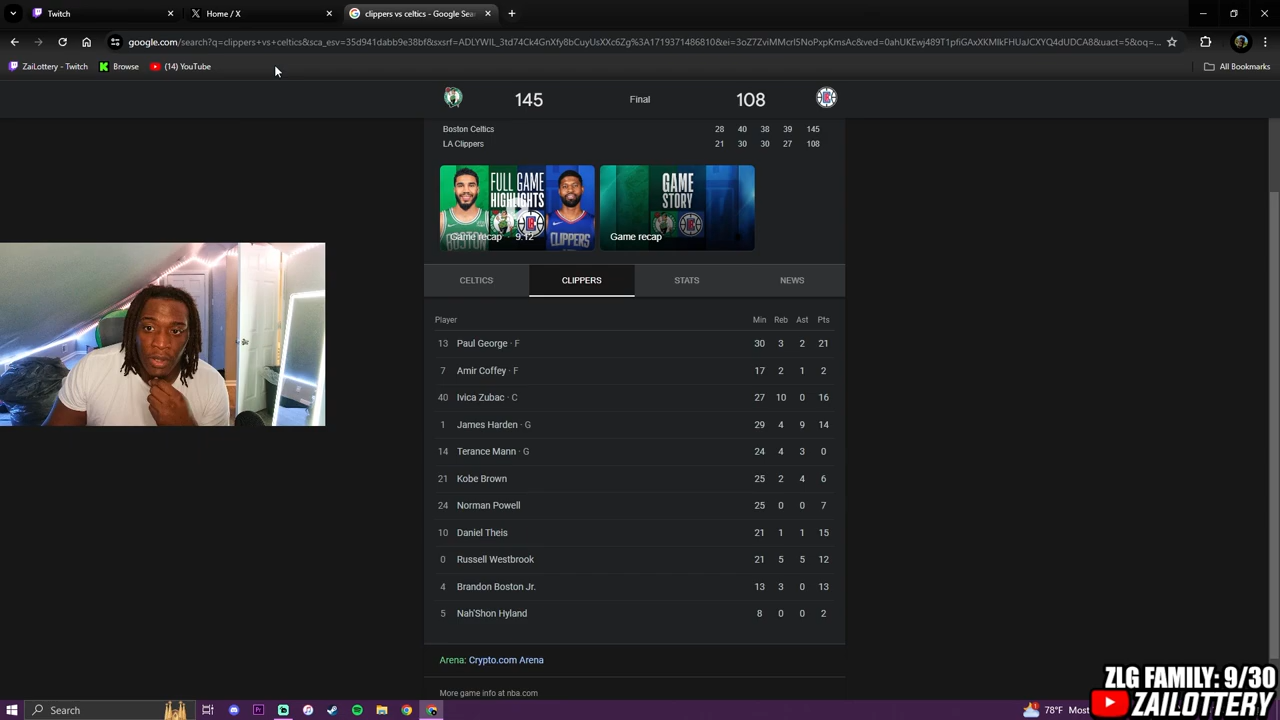 Twitch
Home / X
clippers vs celtics - Google Sear
google.com/search?q=clippers+vs+celtics&sca_esv=35d941dabb9e38bf&sxsrf=ADLYWIL_3td74Ck4GnXfy8bCuyUsXXc6Zg%3A1719371486810&ei=3oZ7ZviMMcrl5NoPxpKmsAc&ved=0ahUKEwj489T1pfiGAxXKMlkFHUaJCXYQ4dUDCA8&uact=5&oq=...
ZaiLottery - Twitch
Browse
(14) YouTube
All Bookmarks
145 Final 108
Boston Celtics 28 40 38 39 145
LA Clippers 21 30 30 27 108
FULL GAME HIGHLIGHTS
BOSTON
CLIPPERS
Game recap · 9:12
GAME STORY
Game recap
CELTICS CLIPPERS STATS NEWS
Player Min Reb Ast Pts
13 Paul George · F 30 3 2 21
7 Amir Coffey · F 17 2 1 2
40 Ivica Zubac · C 27 10 0 16
1 James Harden · G 29 4 9 14
14 Terance Mann · G 24 4 3 0
21 Kobe Brown 25 2 4 6
24 Norman Powell 25 0 0 7
10 Daniel Theis 21 1 1 15
0 Russell Westbrook 21 5 5 12
4 Brandon Boston Jr. 13 3 0 13
5 Nah'Shon Hyland 8 0 0 2
Arena: Crypto.com Arena
More game info at nba.com
ZLG FAMILY: 9/30
ZAILOTTERY
Search
78°F Most